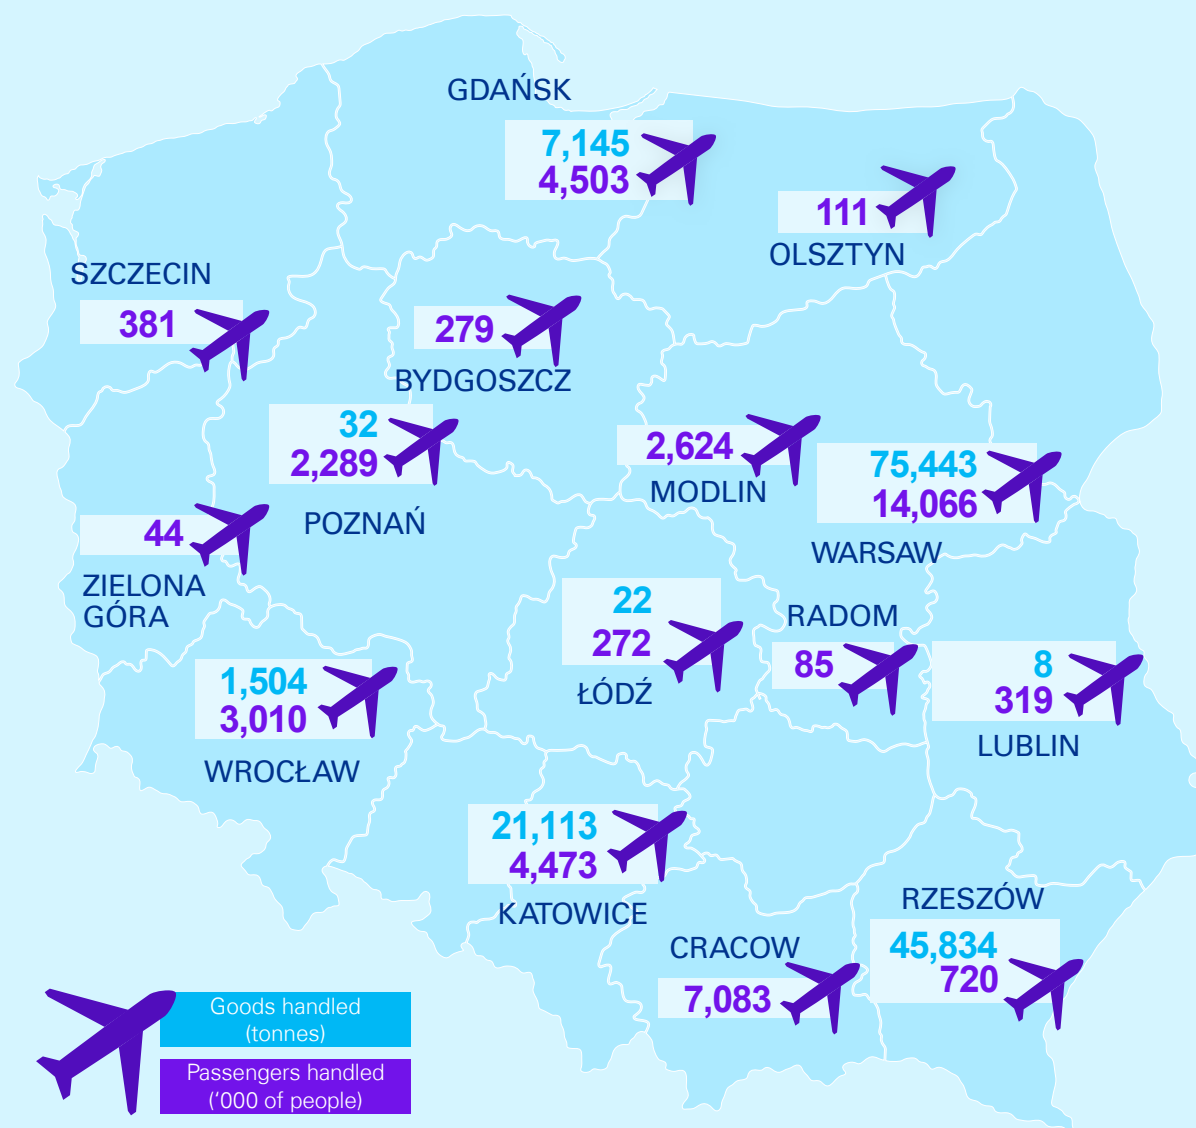 GDAŃSK
7,145
4,503
111
OLSZTYN
SZCZECIN
381
279
BYDGOSZCZ
32
2,289
POZNAŃ
2,624
MODLIN
75,443
14,066
WARSAW
44
ZIELONA
GÓRA
22
272
ŁÓDŹ
RADOM
85
8
319
LUBLIN
1,504
3,010
WROCŁAW
21,113
4,473
KATOWICE
CRACOW
7,083
RZESZÓW
45,834
720
Goods handled
(tonnes)
Passengers handled
('000 of people)